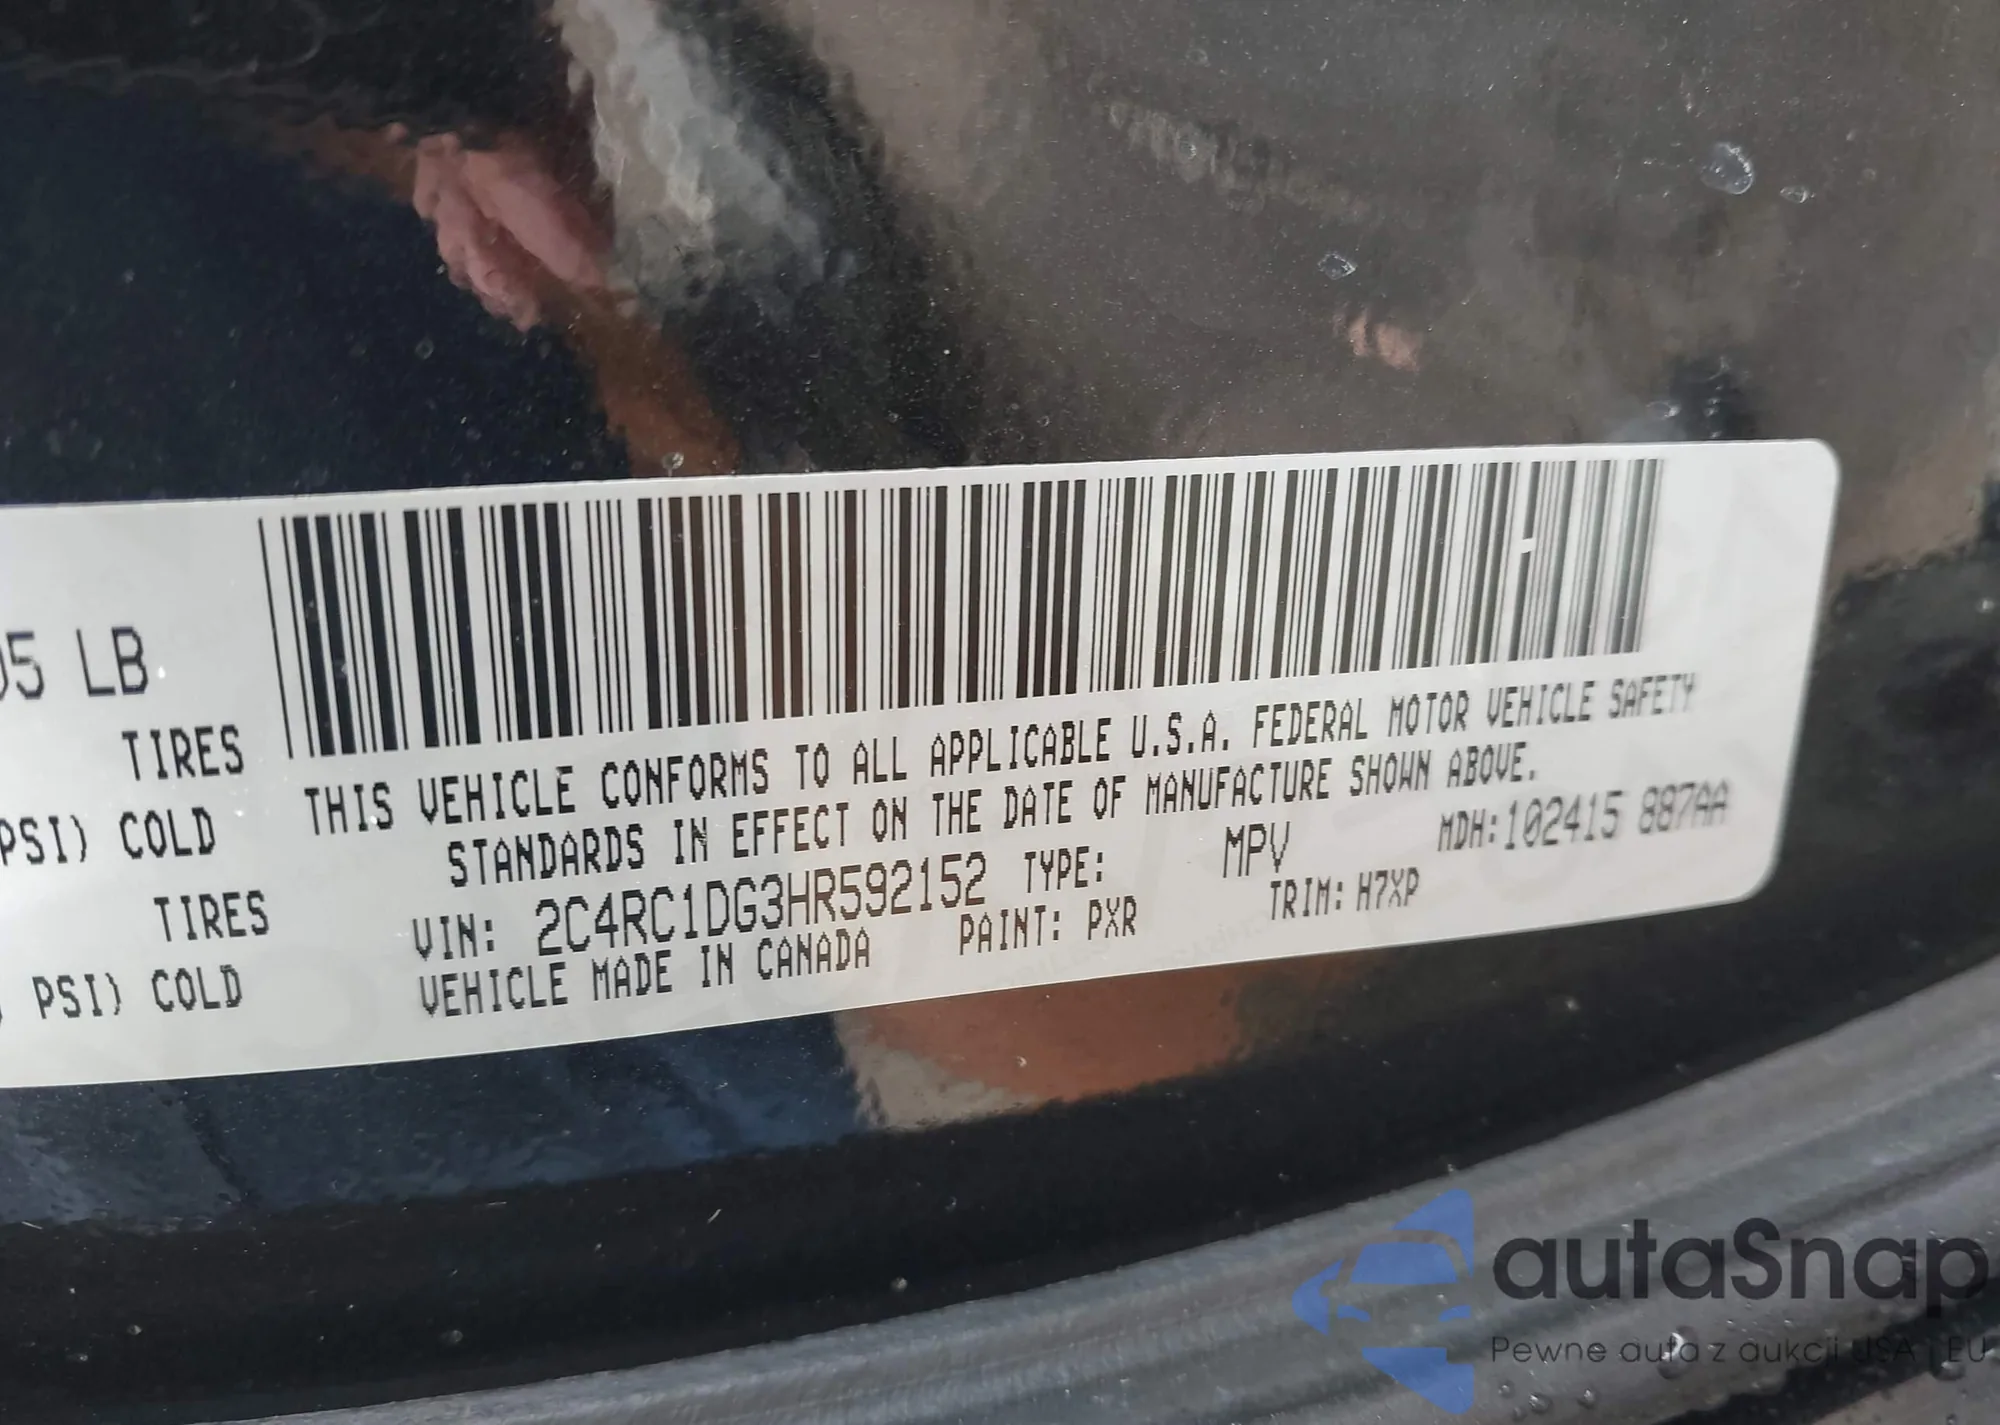 05 LB
TIRES
PSI) COLD
TIRES
PSI) COLD
THIS VEHICLE CONFORMS TO ALL APPLICABLE U.S.A. FEDERAL MOTOR VEHICLE SAFETY
STANDARDS IN EFFECT ON THE DATE OF MANUFACTURE SHOWN ABOVE.
VIN: 2C4RC1DG3HR592152 TYPE: MPV MDH:102415 887AA
VEHICLE MADE IN CANADA PAINT: PXR TRIM: H7XP
autaSnap
Pewne auta z aukcji USA i EU